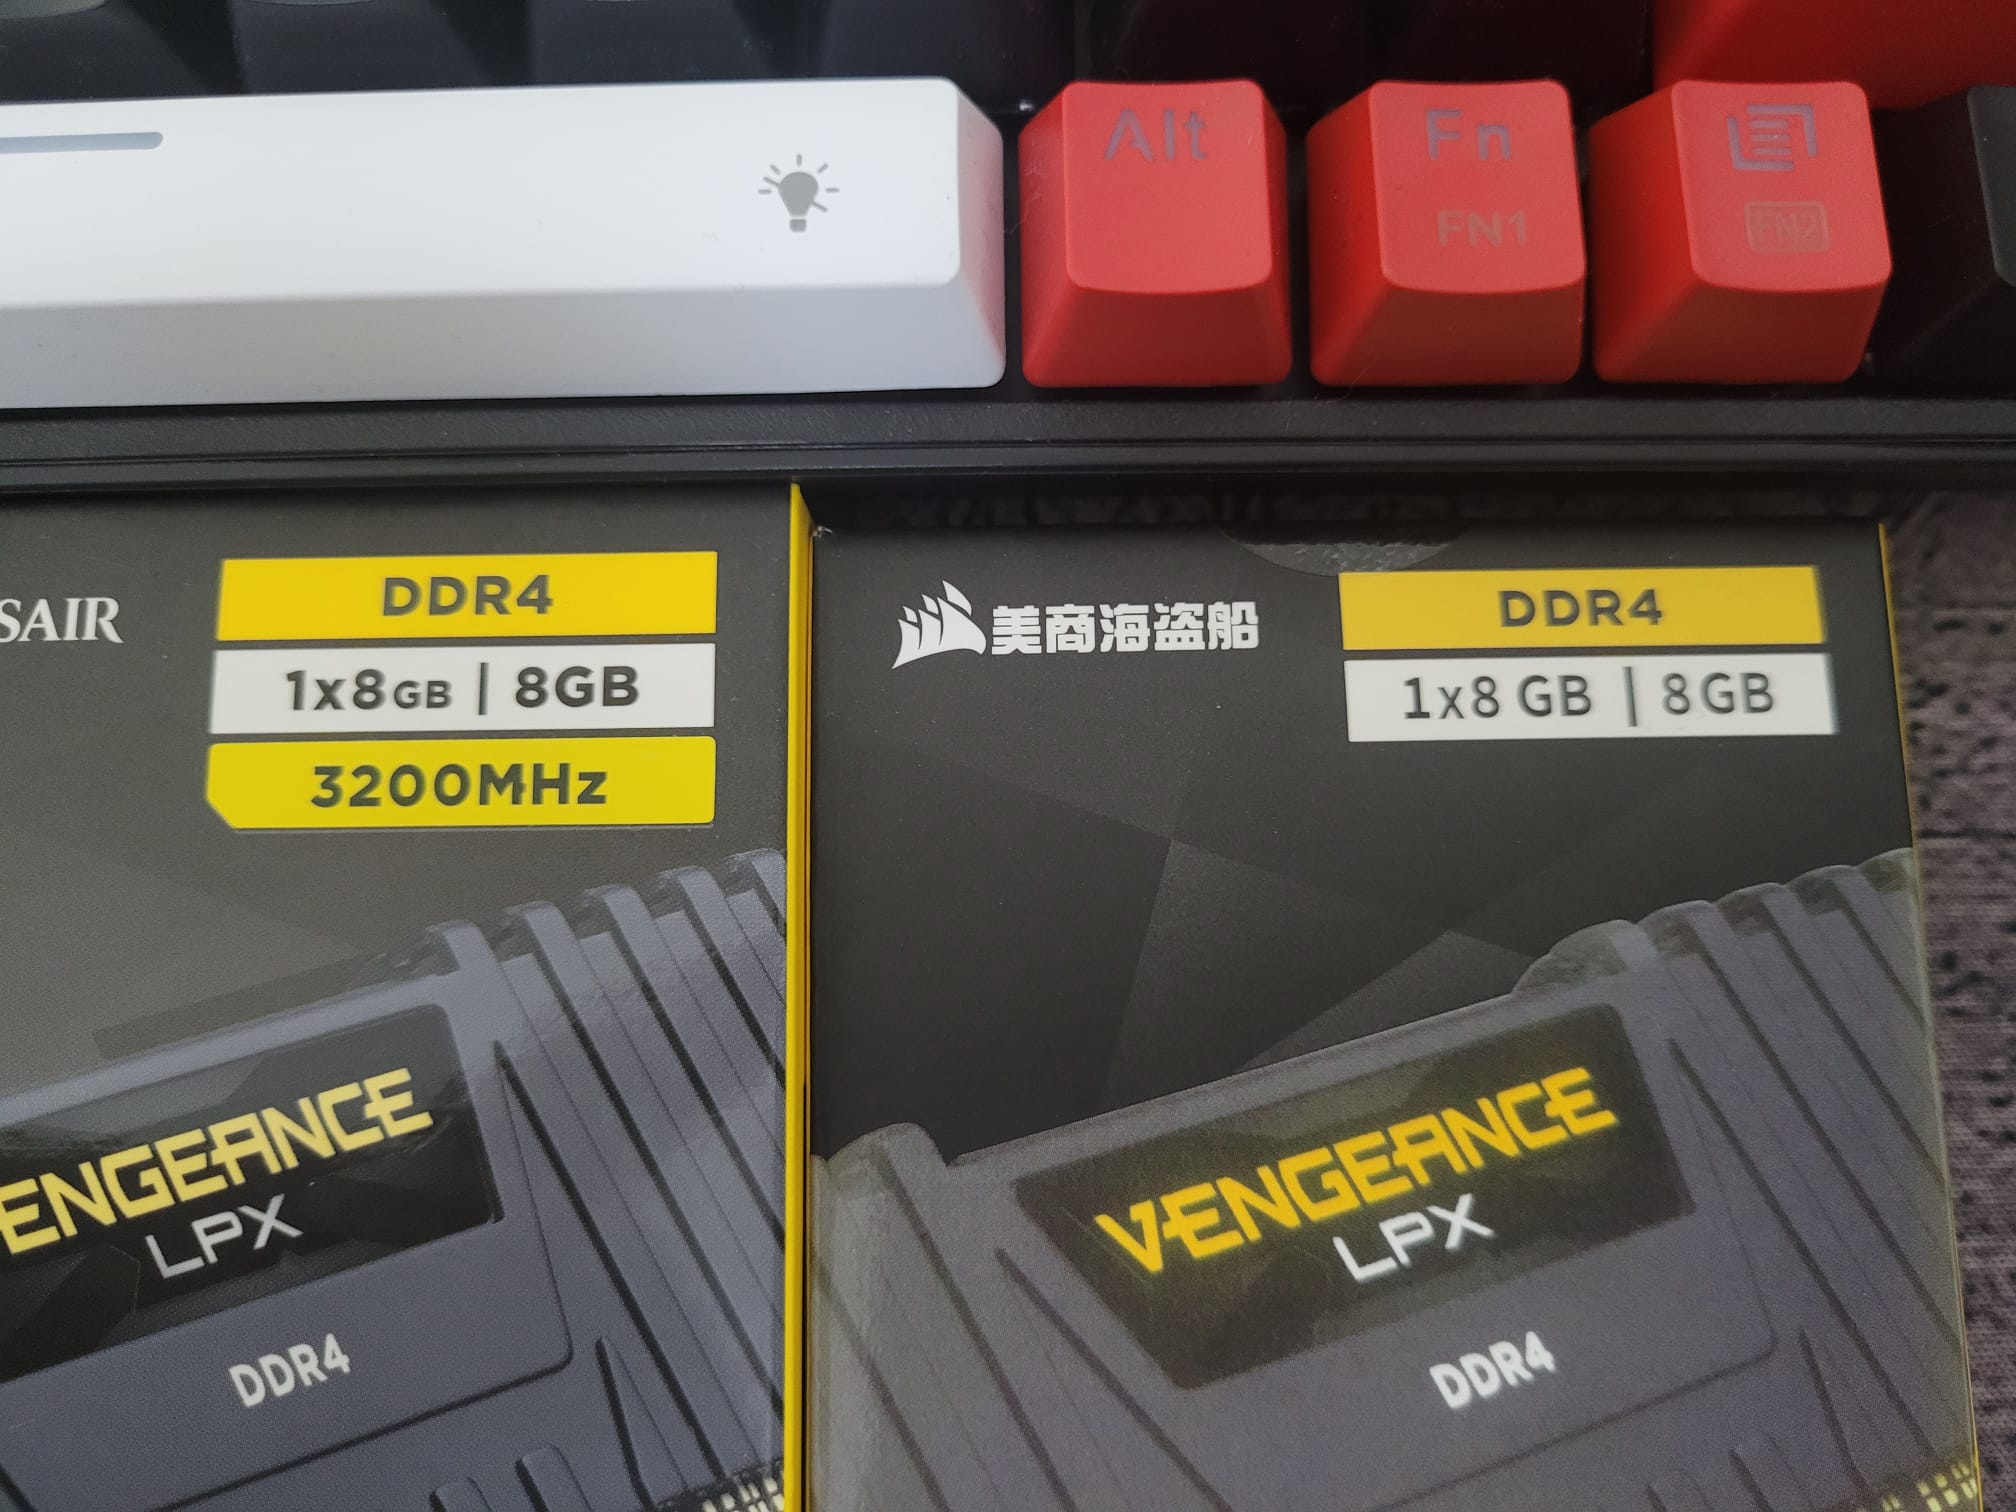 Alt
Fn
FN1
FN2
SAIR
DDR4
1x8GB | 8GB
3200MHz
ENGEANCE
LPX
DDR4
美商海盗船
DDR4
1x8 GB | 8GB
VENGEANCE
LPX
DDR4